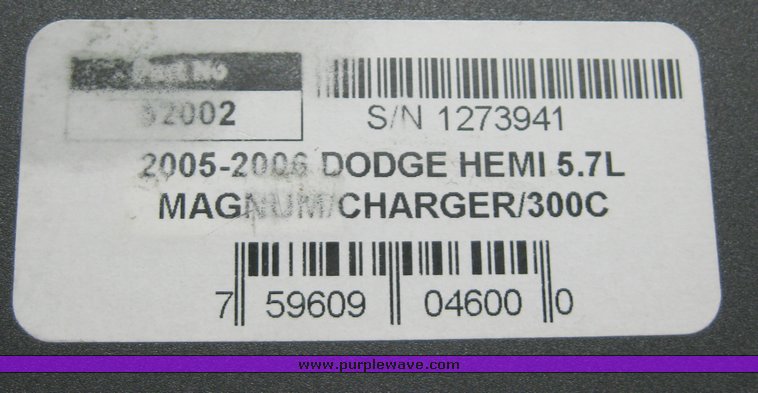 Part No
S/N 1273941
2005-2006 DODGE HEMI 5.7L
MAGNUM/CHARGER/300C
7 59609 04600 0
www.purplewave.com